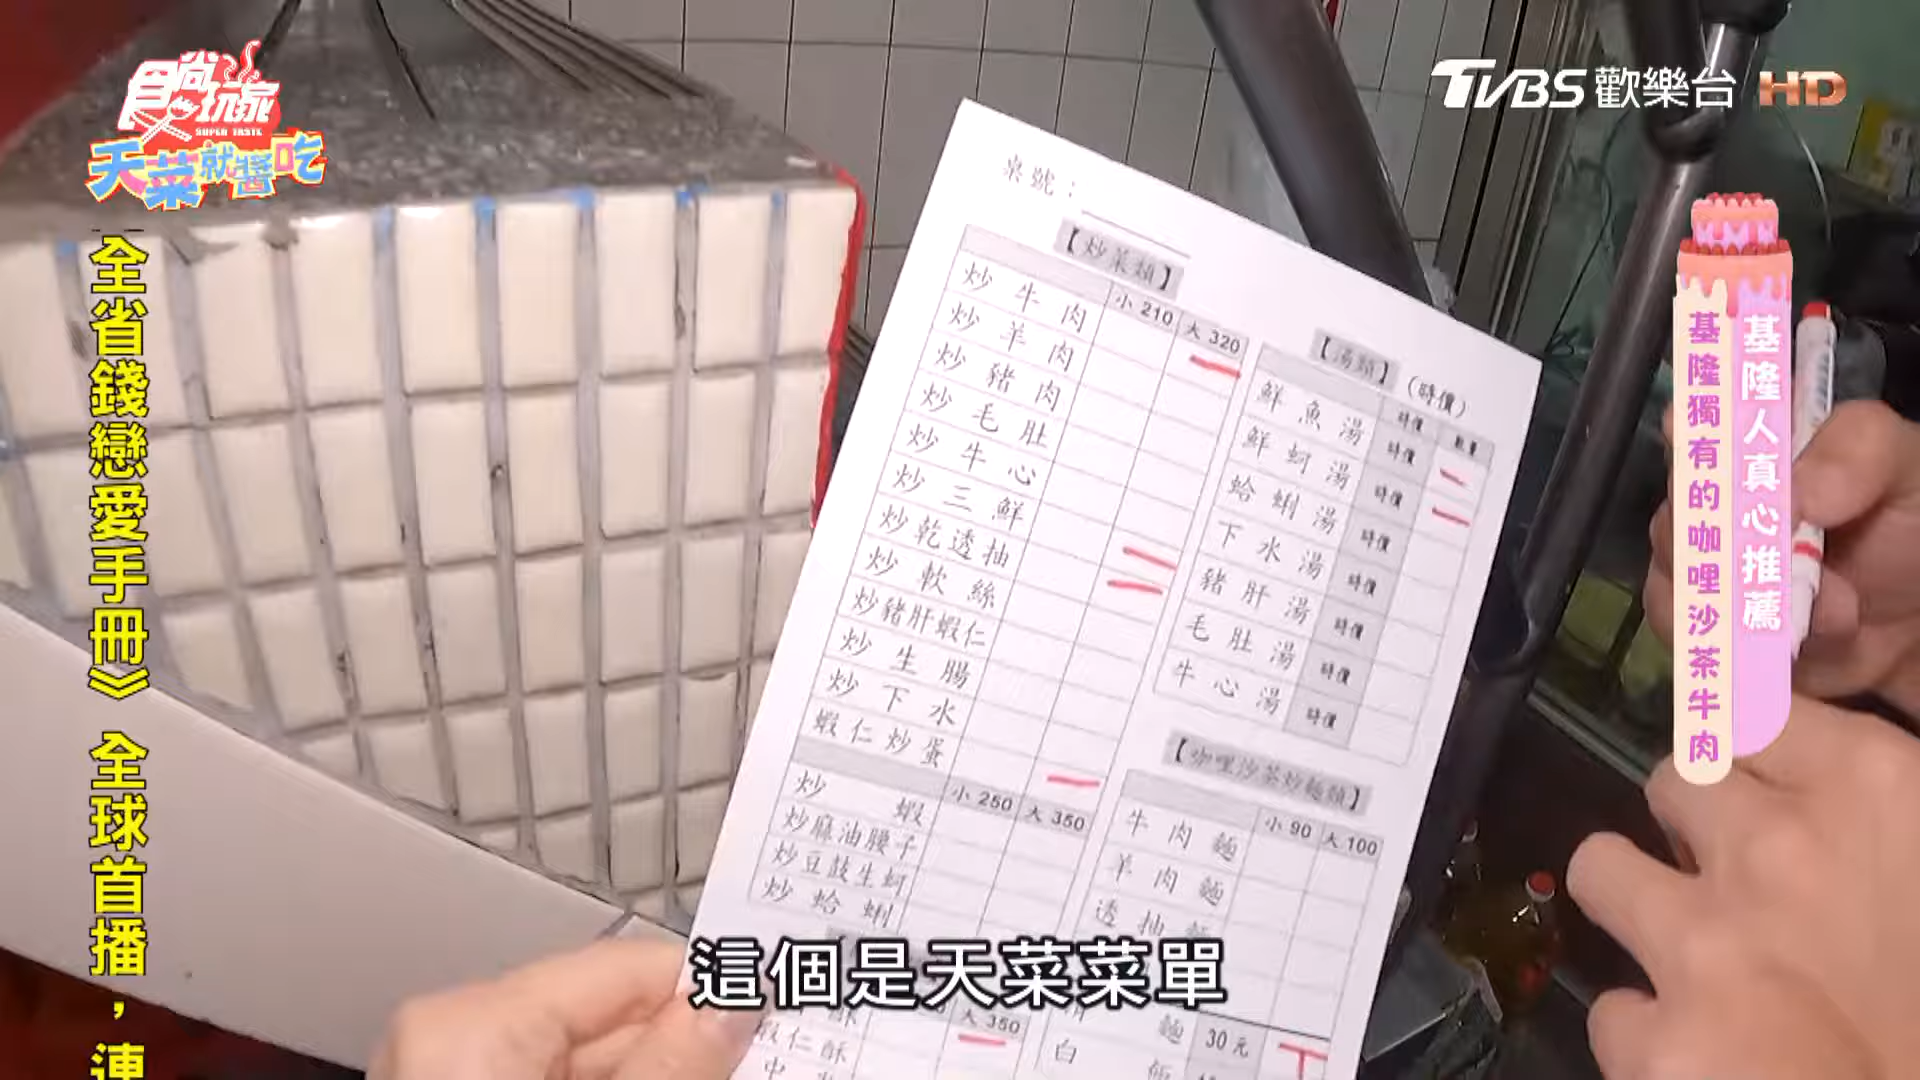 食尚玩家
SUPER TASTE
天菜就醬吃
TVBS歡樂台 HD
全省錢戀愛手冊》 全球首播，連
基隆人真心推薦
基隆獨有的咖哩沙茶牛肉
桌號：
【炒菜類】
小 210 大 320
炒牛肉
炒羊肉
炒豬肉
炒毛肚
炒牛心
炒三鮮
炒乾透抽
炒軟絲
炒豬肝蝦仁
炒生腸
炒下水
蝦仁炒蛋
小 250 大 350
炒蝦
炒麻油腰子
炒豆鼓生蚵
炒蛤蜊
大 350
蝦仁酥
【湯類】（時價）
時價 數量
鮮魚湯 時價
鮮蚵湯 時價
蛤蜊湯 時價
下水湯 時價
豬肝湯 時價
毛肚湯 時價
牛心湯 時價
【咖哩沙茶炒麵類】
小 90 大 100
牛肉麵
羊肉麵
透抽麵
麵 30元
白飯
這個是天菜菜單